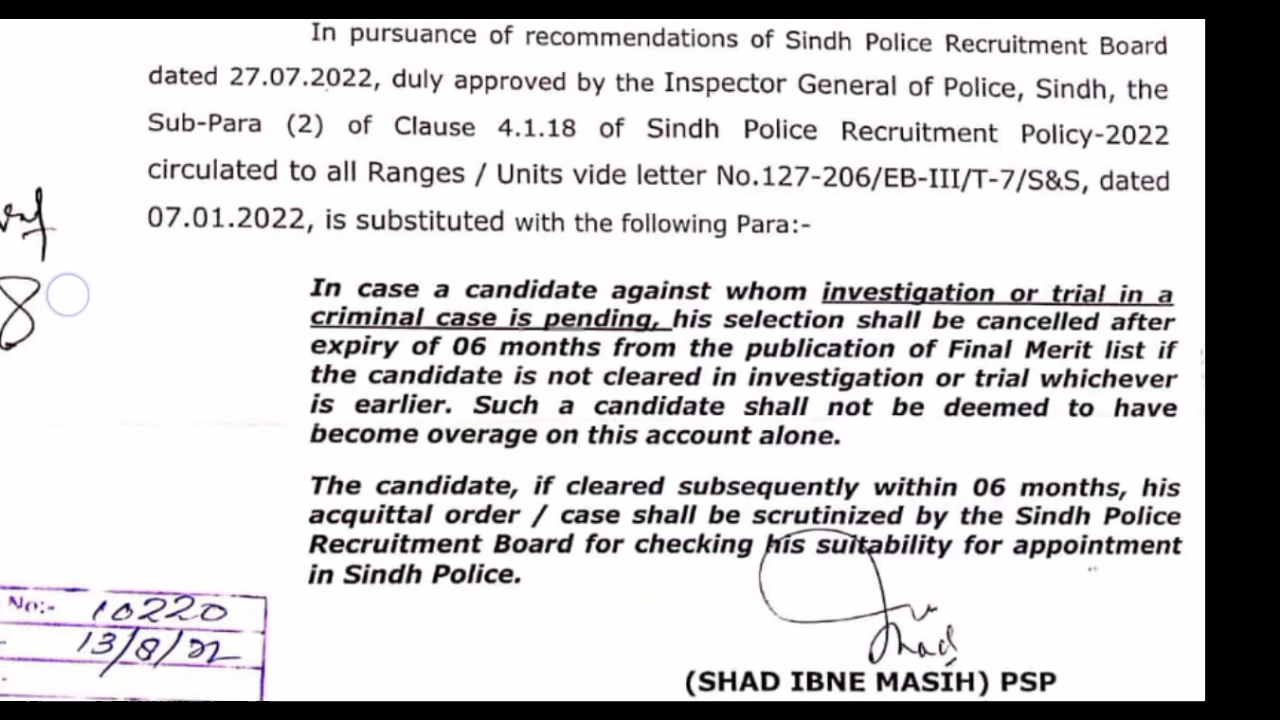 In pursuance of recommendations of Sindh Police Recruitment Board
dated 27.07.2022, duly approved by the Inspector General of Police, Sindh, the
Sub-Para (2) of Clause 4.1.18 of Sindh Police Recruitment Policy-2022
circulated to all Ranges / Units vide letter No.127-206/EB-III/T-7/S&S, dated
07.01.2022, is substituted with the following Para:-
8
In case a candidate against whom investigation or trial in a
criminal case is pending, his selection shall be cancelled after
expiry of 06 months from the publication of Final Merit list if
the candidate is not cleared in investigation or trial whichever
is earlier. Such a candidate shall not be deemed to have
become overage on this account alone.
The candidate, if cleared subsequently within 06 months, his
acquittal order / case shall be scrutinized by the Sindh Police
Recruitment Board for checking his suitability for appointment
in Sindh Police.
No:- 10220
13/8/22
Shad
(SHAD IBNE MASIH) PSP